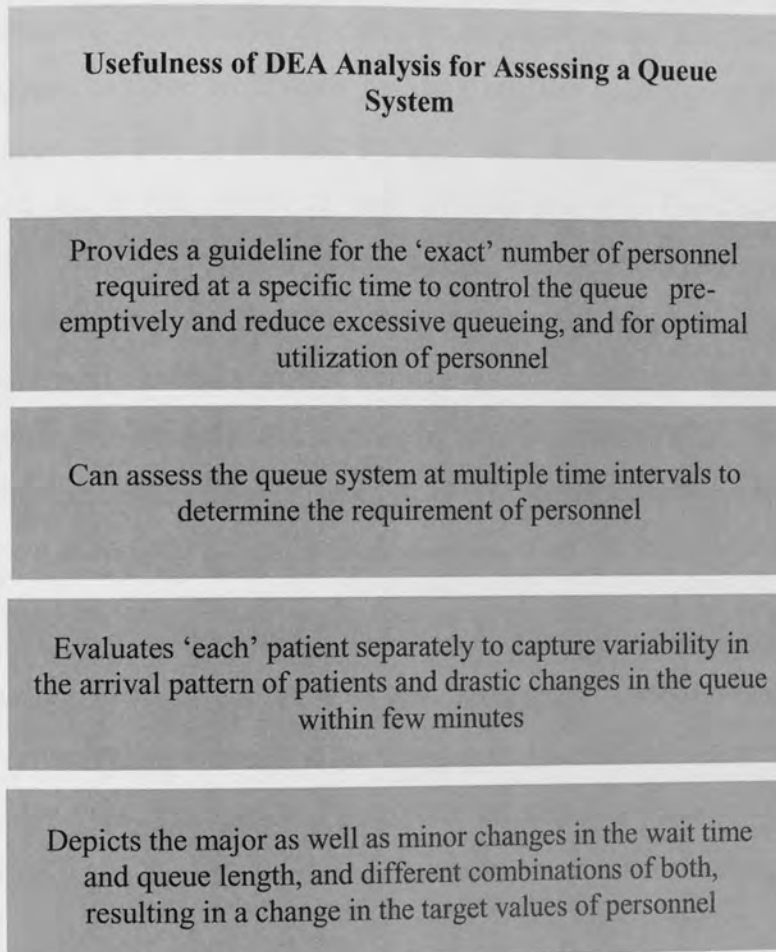 Usefulness of DEA Analysis for Assessing a Queue
System
Provides a guideline for the ‘exact’ number of personnel
required at a specific time to control the queue pre-
emptively and reduce excessive queueing, and for optimal
utilization of personnel
Can assess the queue system at multiple time intervals to
determine the requirement of personnel
Evaluates ‘each’ patient separately to capture variability in
the arrival pattern of patients and drastic changes in the queue
within few minutes
Depicts the major as well as minor changes in the wait time
and queue length, and different combinations of both,
resulting in a change in the target values of personnel